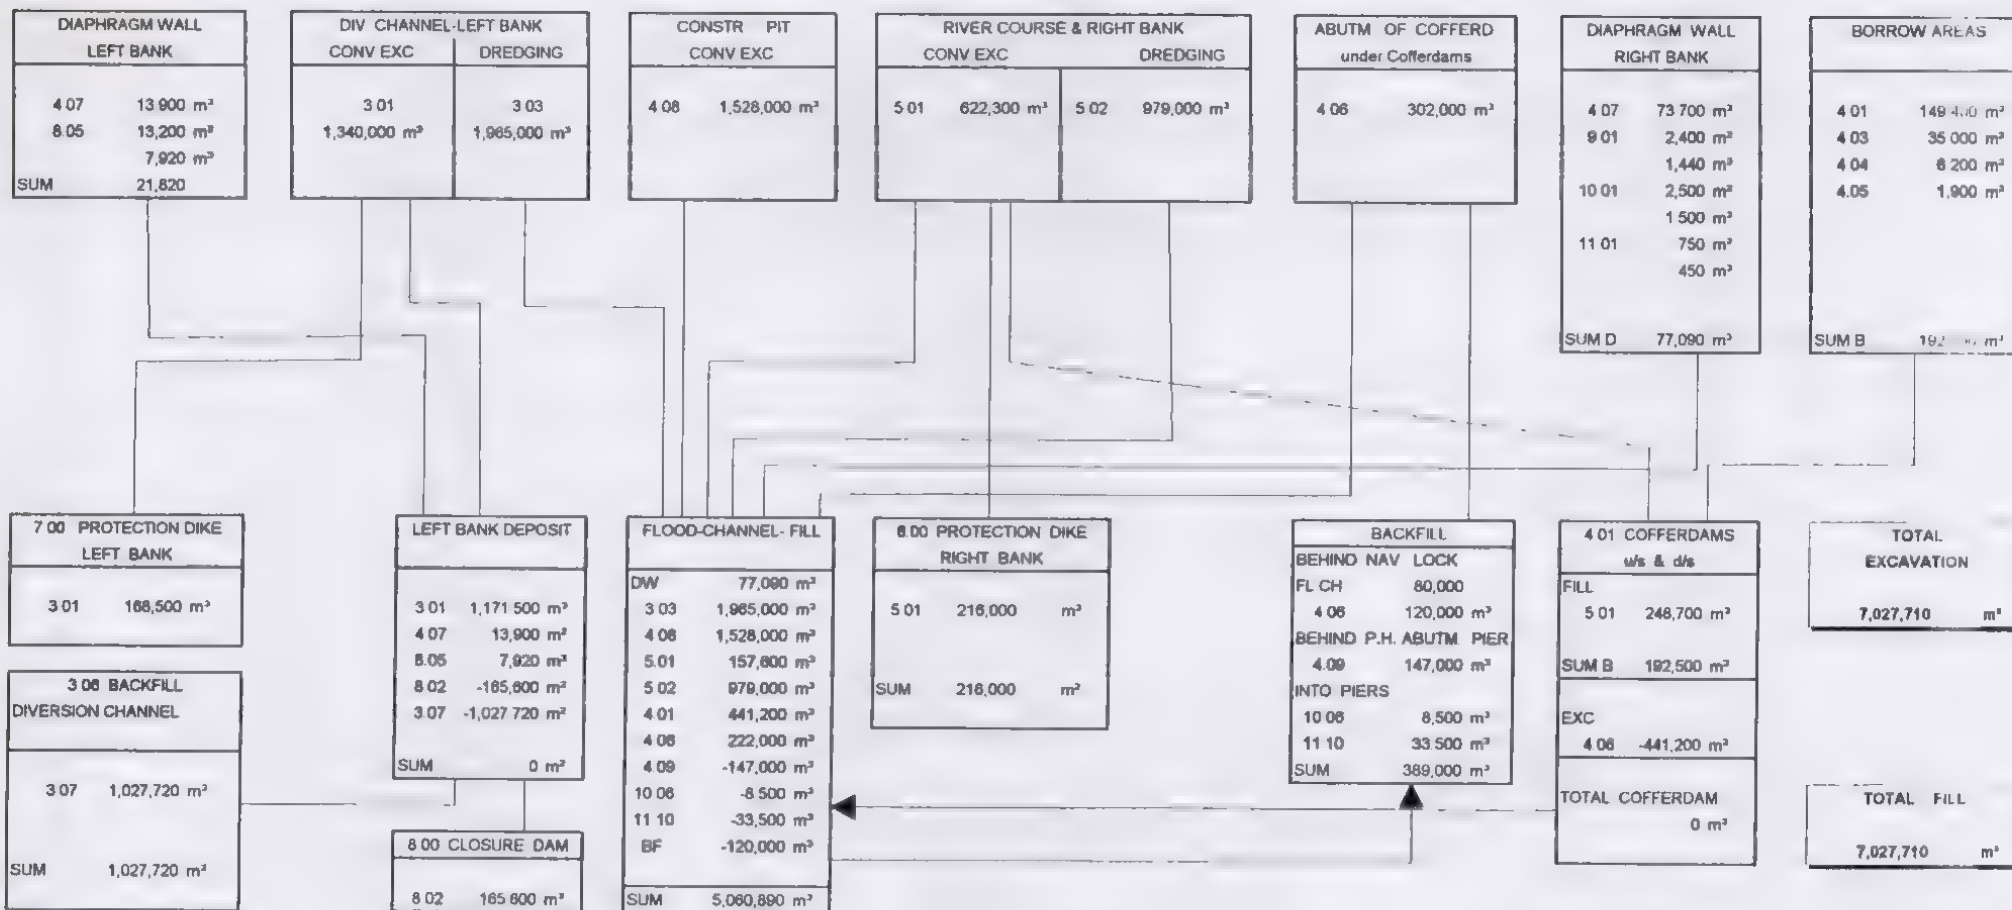 DIAPHRAGM WALL
LEFT BANK
4 07 13 900 m³
8.05 13,200 m²
7,920 m³
SUM 21,820
DIV CHANNEL-LEFT BANK
CONV EXC DREDGING
3 01 3 03
1,340,000 m³ 1,965,000 m³
CONSTR PIT
CONV EXC
4 08 1,528,000 m³
RIVER COURSE & RIGHT BANK
CONV EXC DREDGING
5 01 622,300 m³ 5 02 979,000 m³
ABUTM OF COFFERD
under Cofferdams
4 06 302,000 m³
DIAPHRAGM WALL
RIGHT BANK
4 07 73 700 m³
9 01 2,400 m²
1,440 m³
10 01 2,500 m²
1 500 m³
11 01 750 m²
450 m³
SUM D 77,090 m³
BORROW AREAS
4 01 m³
4 03 35 000 m³
4 04 6 200 m³
4.05 1,900 m³
SUM B m³
7 00 PROTECTION DIKE
LEFT BANK
3 01 168,500 m³
3 06 BACKFILL
DIVERSION CHANNEL
3 07 1,027,720 m³
SUM 1,027,720 m³
LEFT BANK DEPOSIT
3 01 1,171 500 m³
4 07 13,900 m²
8.05 7,920 m³
8 02 -165,600 m³
3.07 -1,027 720 m³
SUM 0 m²
8 00 CLOSURE DAM
8 02 165 600 m³
FLOOD-CHANNEL- FILL
DW 77,090 m³
3 03 1,965,000 m³
4 08 1,528,000 m³
5.01 157,600 m³
5 02 979,000 m³
4.01 441,200 m³
4 06 222,000 m³
4.09 -147,000 m³
10 06 -8 500 m³
11 10 -33,500 m³
BF -120,000 m³
SUM 5,060,890 m³
6.00 PROTECTION DIKE
RIGHT BANK
5 01 216,000 m³
SUM 216,000 m²
BACKFILL
BEHIND NAV LOCK
FL CH 80,000
4 06 120,000 m³
BEHIND P.H. ABUTM PIER
4.09 147,000 m³
INTO PIERS
10 06 8,500 m³
11 10 33 500 m³
SUM 389,000 m³
4 01 COFFERDAMS
u/s & d/s
FILL
5 01 248,700 m³
SUM B 192,500 m³
EXC
4.06 -441,200 m³
TOTAL COFFERDAM
0 m³
TOTAL
EXCAVATION
7,027,710 m³
TOTAL FILL
7,027,710 m³